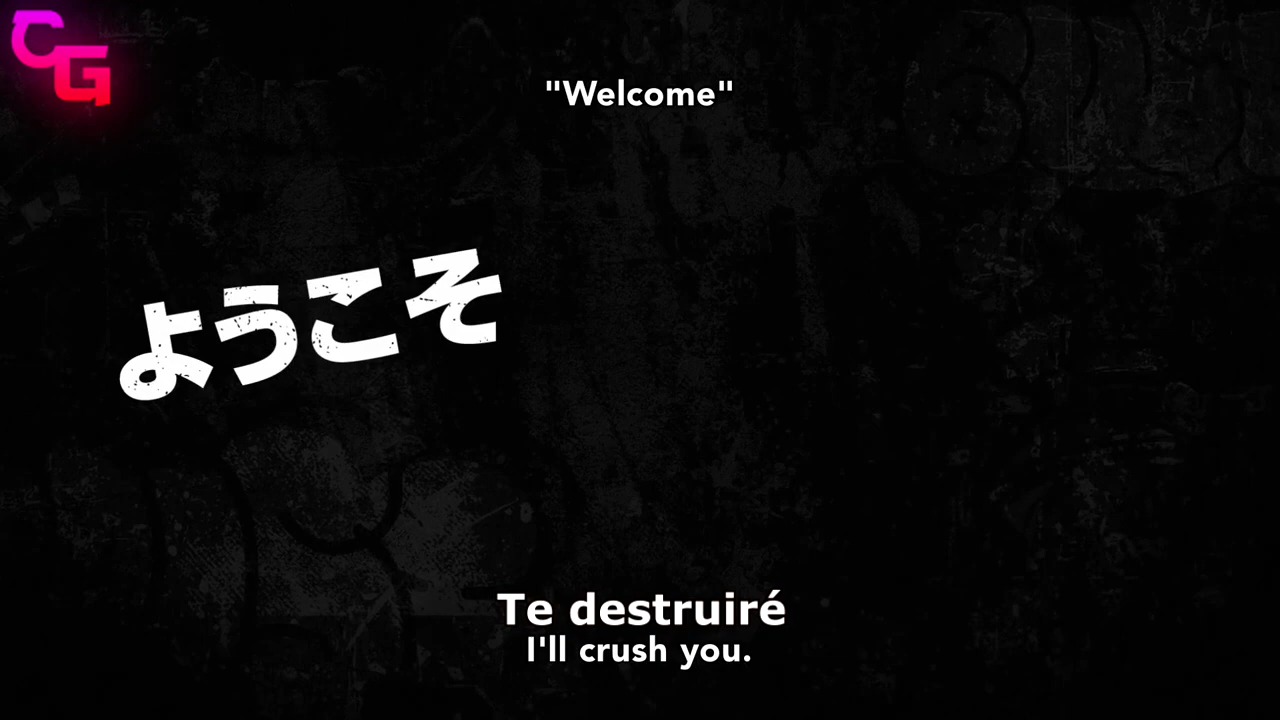 CG
"Welcome"
ようこそ
Te destruiré
I'll crush you.